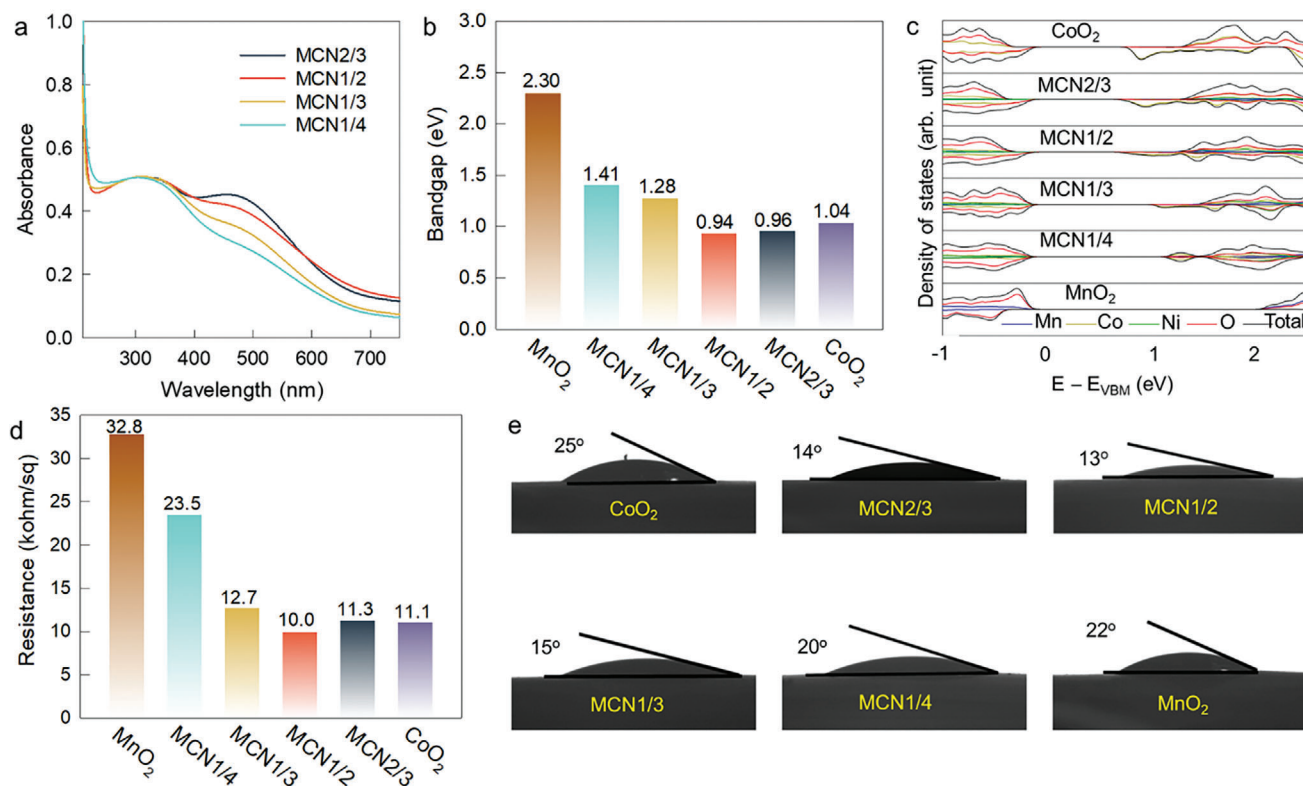 a
MCN2/3
MCN1/2
MCN1/3
MCN1/4
Absorbance
1.0
0.8
0.6
0.4
0.2
0.0
300 400 500 600 700
Wavelength (nm)
b
Bandgap (eV)
3.0
2.5
2.0
1.5
1.0
0.5
0.0
2.30
1.41
1.28
0.94
0.96
1.04
MnO₂
MCN1/4
MCN1/3
MCN1/2
MCN2/3
CoO₂
c
Density of states (arb. unit)
CoO₂
MCN2/3
MCN1/2
MCN1/3
MCN1/4
MnO₂
Mn Co Ni O Total
-1 0 1 2
E – E_VBM (eV)
d
Resistance (kohm/sq)
35
30
25
20
15
10
5
0
32.8
23.5
12.7
10.0
11.3
11.1
MnO₂
MCN1/4
MCN1/3
MCN1/2
MCN2/3
CoO₂
e
25º
CoO₂
14º
MCN2/3
13º
MCN1/2
15º
MCN1/3
20º
MCN1/4
22º
MnO₂